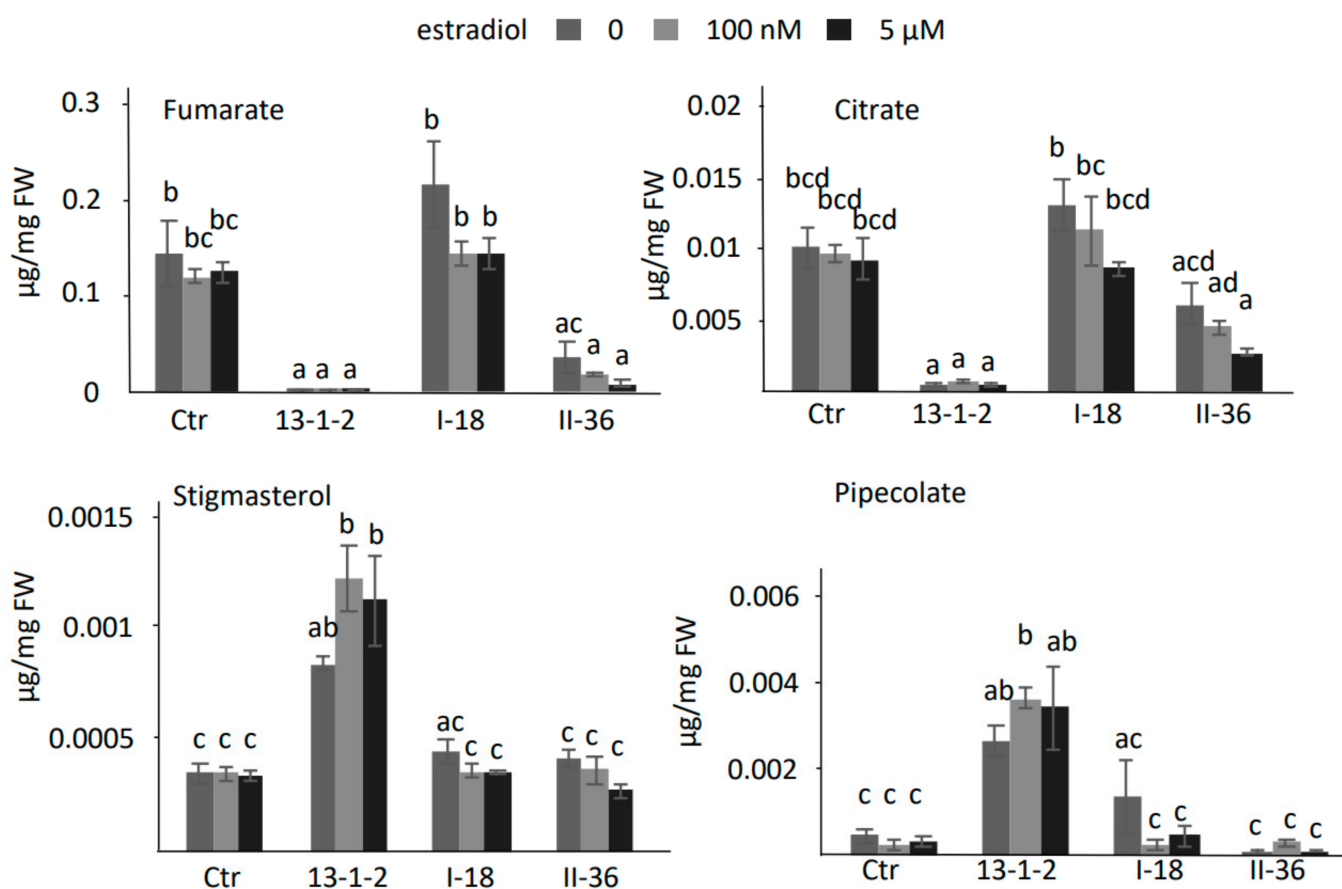 estradiol 0 100 nM 5 µM
Fumarate
µg/mg FW
0.3
0.2
0.1
0
b bc bc
a a a
b b b
ac a a
Ctr 13-1-2 I-18 II-36
Citrate
µg/mg FW
0.02
0.015
0.010
0.005
bcd bcd bcd
a a a
b bc bcd
acd ad a
Ctr 13-1-2 I-18 II-36
Stigmasterol
µg/mg FW
0.0015
0.001
0.0005
c c c
ab b b
ac c c
c c c
Ctr 13-1-2 I-18 II-36
Pipecolate
µg/mg FW
0.006
0.004
0.002
c c c
ab b ab
ac c c
c c c
Ctr 13-1-2 I-18 II-36